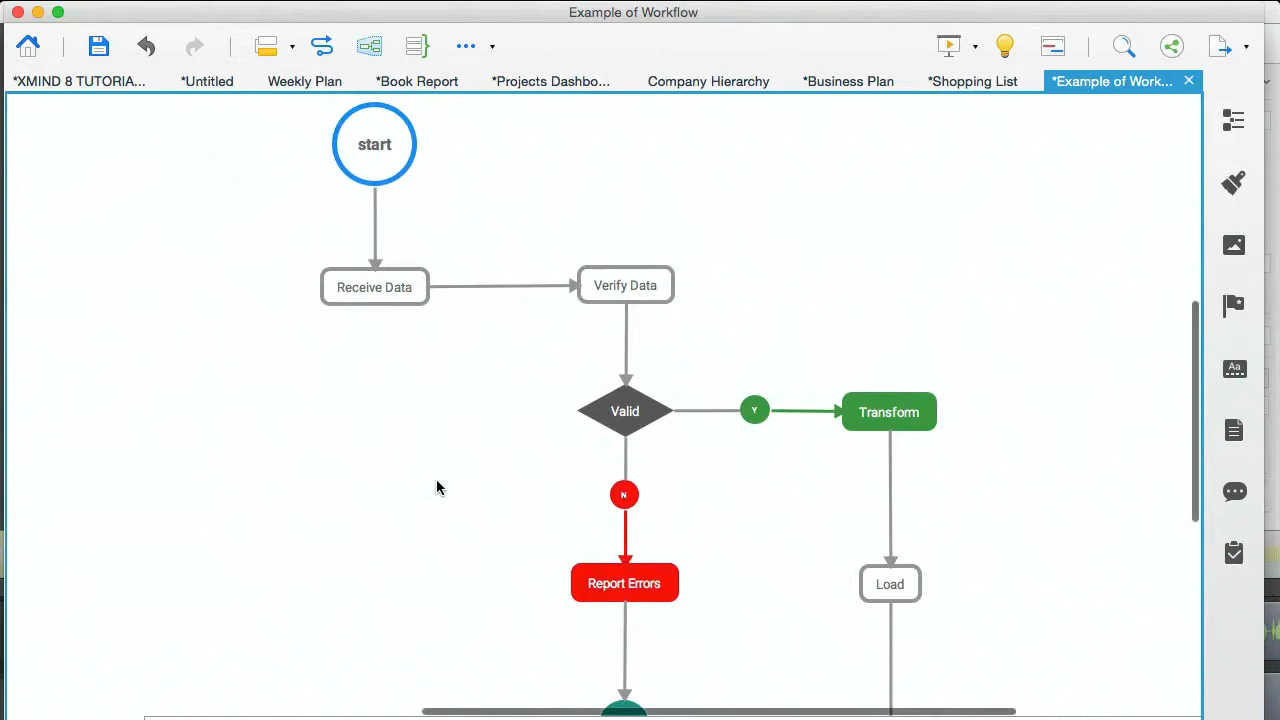 Example of Workflow
*XMIND 8 TUTORIA...
*Untitled
Weekly Plan
*Book Report
*Projects Dashbo...
Company Hierarchy
*Business Plan
*Shopping List
*Example of Work...
start
Receive Data
Verify Data
Valid
Y
Transform
N
Report Errors
Load
Aa